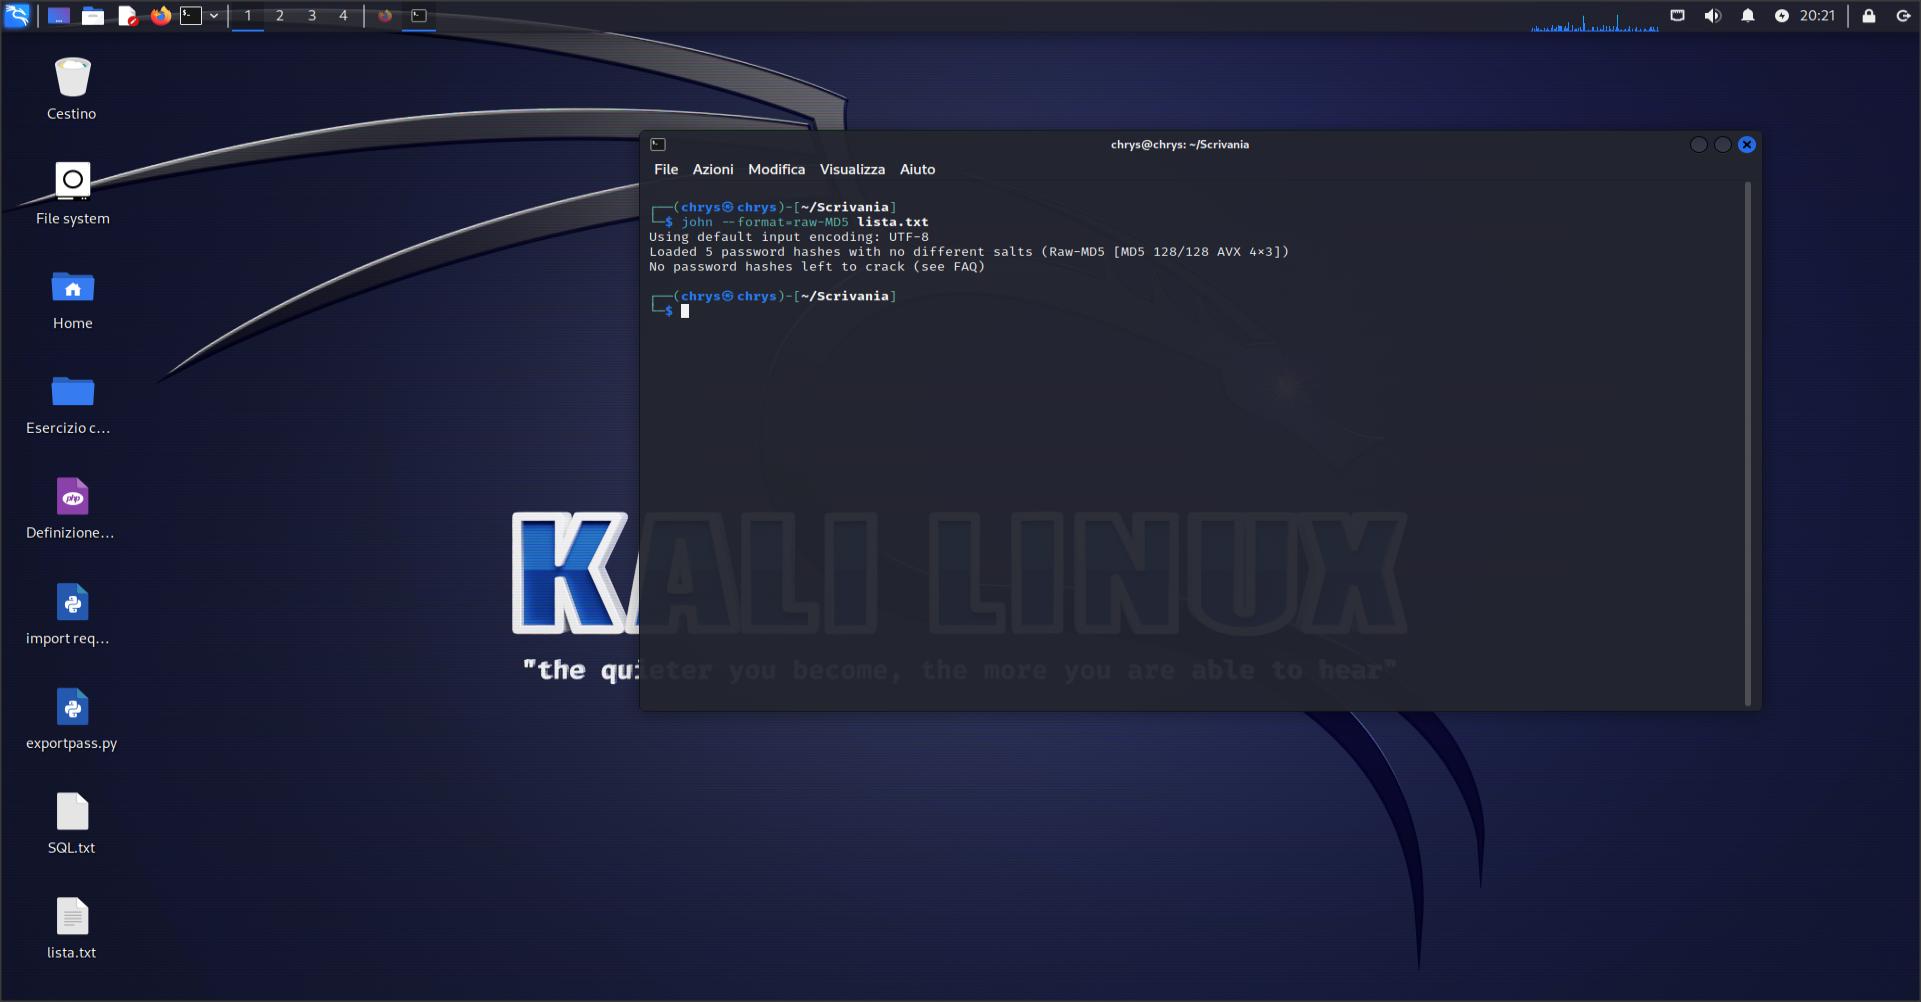 1 2 3 4
20:21
Cestino
File system
Home
Esercizio c...
Definizione...
import req...
exportpass.py
SQL.txt
lista.txt
chrys@chrys: ~/Scrivania
File Azioni Modifica Visualizza Aiuto
┌──(chrys㉿chrys)-[~/Scrivania]
└─$ john --format=raw-MD5 lista.txt
Using default input encoding: UTF-8
Loaded 5 password hashes with no different salts (Raw-MD5 [MD5 128/128 AVX 4×3])
No password hashes left to crack (see FAQ)
┌──(chrys㉿chrys)-[~/Scrivania]
└─$
KALI LINUX
"the quieter you become, the more you are able to hear"
php